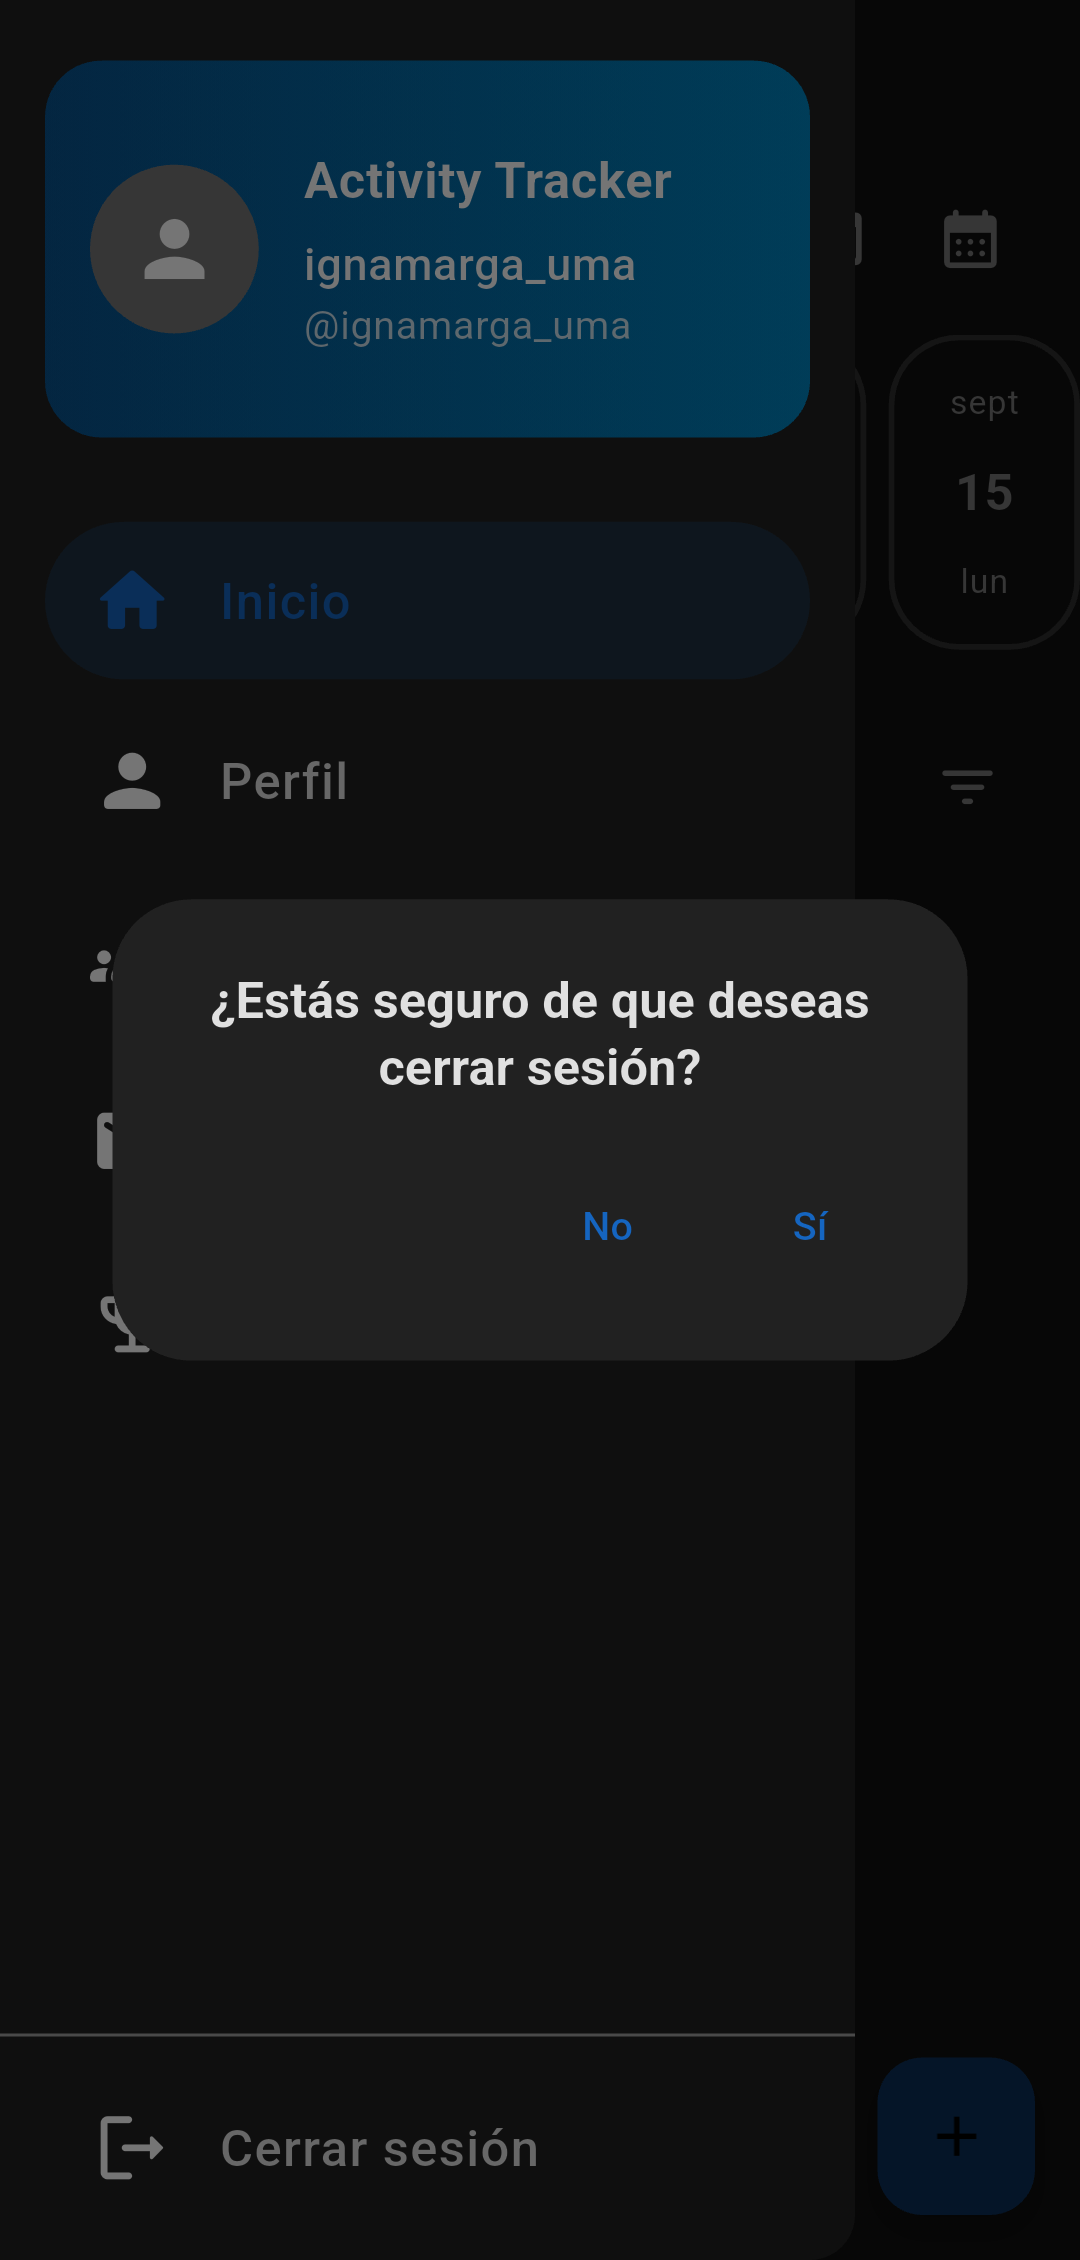 Activity Tracker
ignamarga_uma
@ignamarga_uma
sept
15
lun
Inicio
Perfil
¿Estás seguro de que deseas
cerrar sesión?
No
Sí
Cerrar sesión